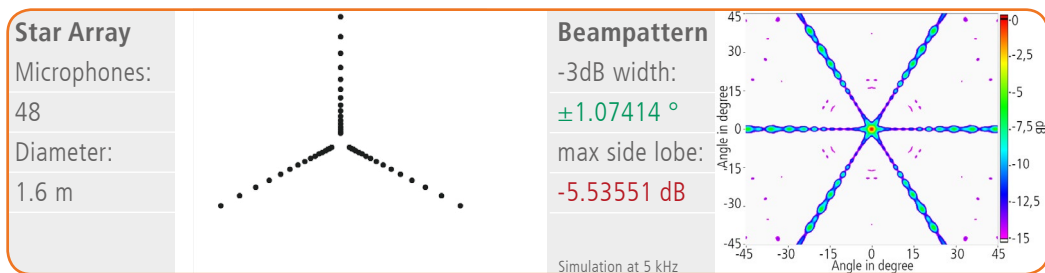 Star Array
Microphones:
48
Diameter:
1.6 m
Beampattern
-3dB width:
±1.07414 °
max side lobe:
-5.53551 dB
Simulation at 5 kHz
Angle in degree
45
30
15
0
-15
-30
-45
-45 -30 -15 0 15 30 45
Angle in degree
0
-2,5
-5
-7,5
-10
-12,5
-15
dB